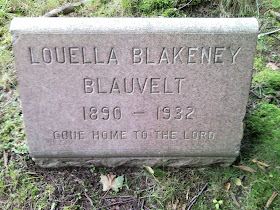 LOUELLA BLAKENEY
BLAUVELT
1890 - 1932
GONE HOME TO THE LORD